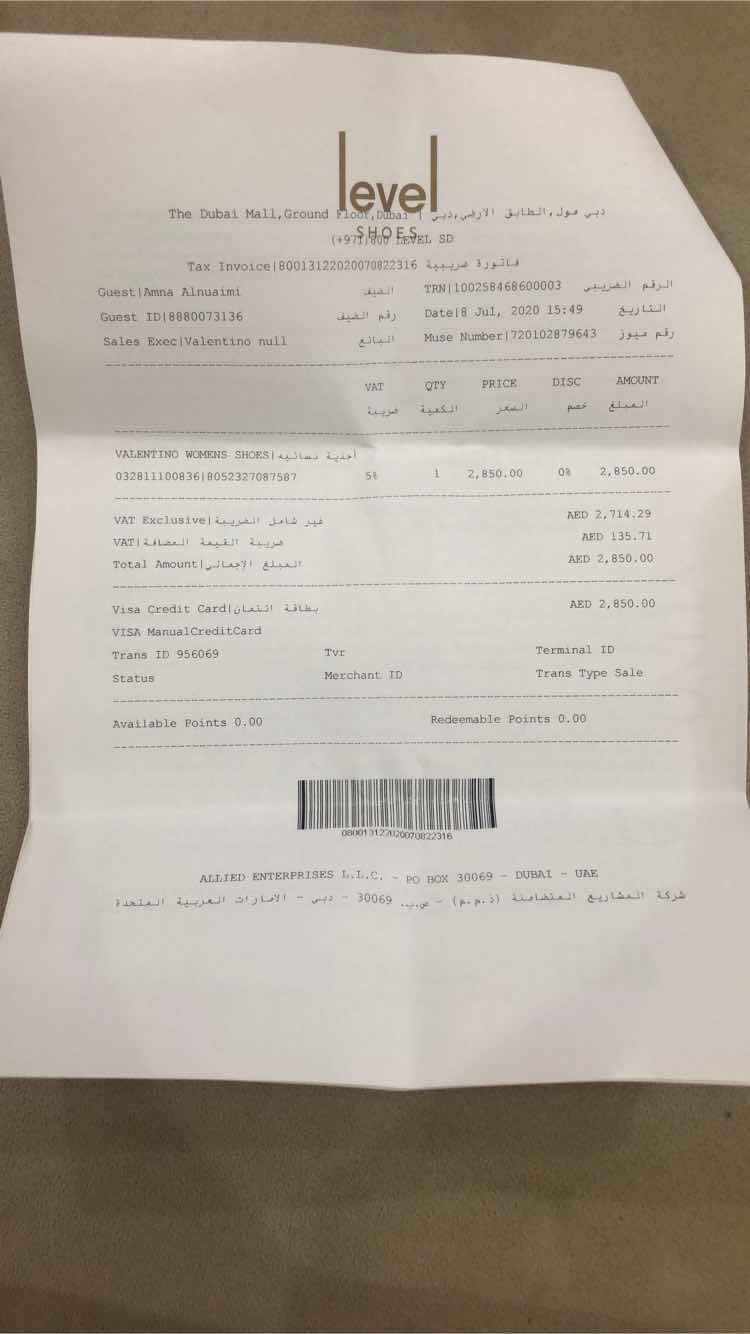 level
SHOES
The Dubai Mall,Ground Floor,Dubai | دبي مول,الطابق الارضي,دبي
(+971)800 LEVEL SD
Tax Invoice|80013122020070822316 فاتورة ضريبية
Guest|Amna Alnuaimi الضيف TRN|100258468600003 الرقم الضريبي
Guest ID|8880073136 رقم الضيف Date|8 Jul, 2020 15:49 التاريخ
Sales Exec|Valentino null البائع Muse Number|720102879643 رقم ميوز
VAT QTY PRICE DISC AMOUNT
ضريبة الكمية السعر خصم المبلغ
VALENTINO WOMENS SHOES|أحذية نسائيه
032811100836|8052327087587 5% 1 2,850.00 0% 2,850.00
VAT Exclusive|غير شامل الضريبة AED 2,714.29
VAT|ضريبة القيمة المضافة AED 135.71
Total Amount|المبلغ الإجمالي AED 2,850.00
Visa Credit Card|بطاقة ائتمان AED 2,850.00
VISA ManualCreditCard
Trans ID 956069 Tvr Terminal ID
Status Merchant ID Trans Type Sale
Available Points 0.00 Redeemable Points 0.00
080013122020070822316
ALLIED ENTERPRISES L.L.C. - PO BOX 30069 - DUBAI - UAE
شركة المشاريع المتضامنة (ذ.م.م) - ص.ب. 30069 - دبي - الامارات العربية المتحدة